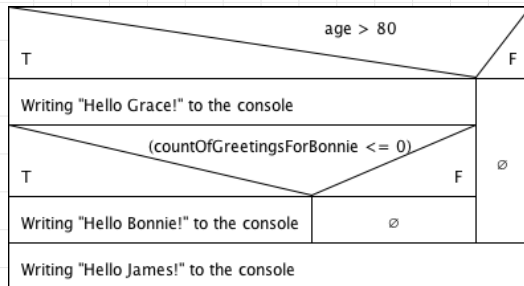 age > 80
T
F
Writing "Hello Grace!" to the console
(countOfGreetingsForBonnie <= 0)
T
F
∅
Writing "Hello Bonnie!" to the console
∅
Writing "Hello James!" to the console